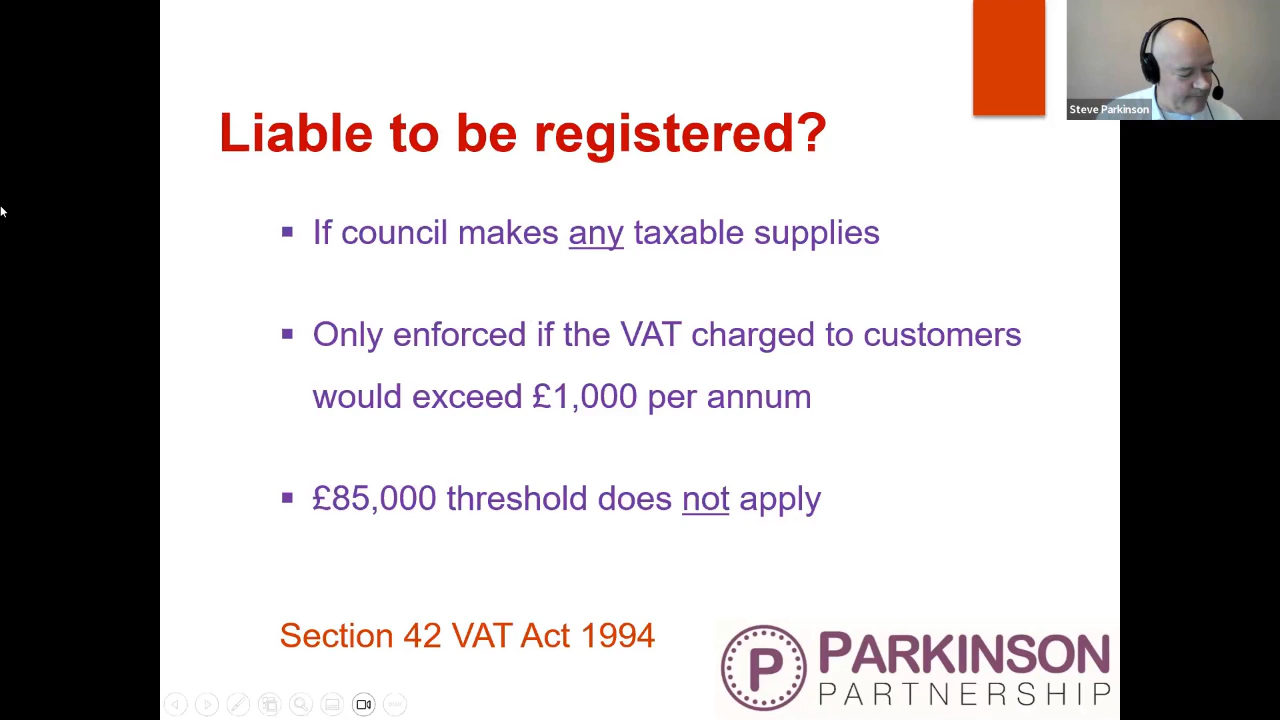 Steve Parkinson
Liable to be registered?
▪ If council makes any taxable supplies
▪ Only enforced if the VAT charged to customers
would exceed £1,000 per annum
▪ £85,000 threshold does not apply
Section 42 VAT Act 1994
P PARKINSON
PARTNERSHIP